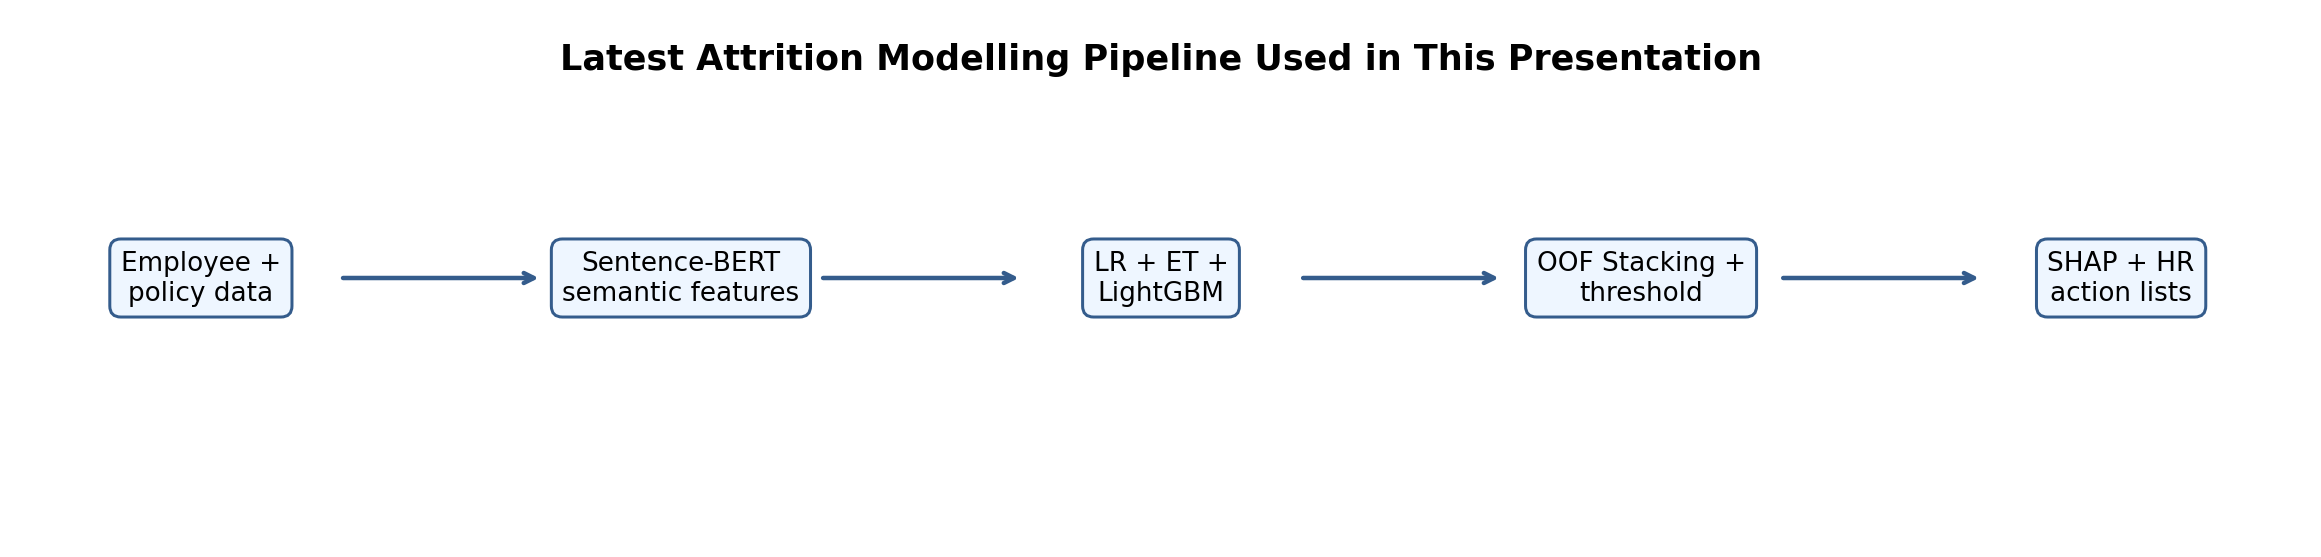 Latest Attrition Modelling Pipeline Used in This Presentation
Employee +
policy data
Sentence-BERT
semantic features
LR + ET +
LightGBM
OOF Stacking +
threshold
SHAP + HR
action lists